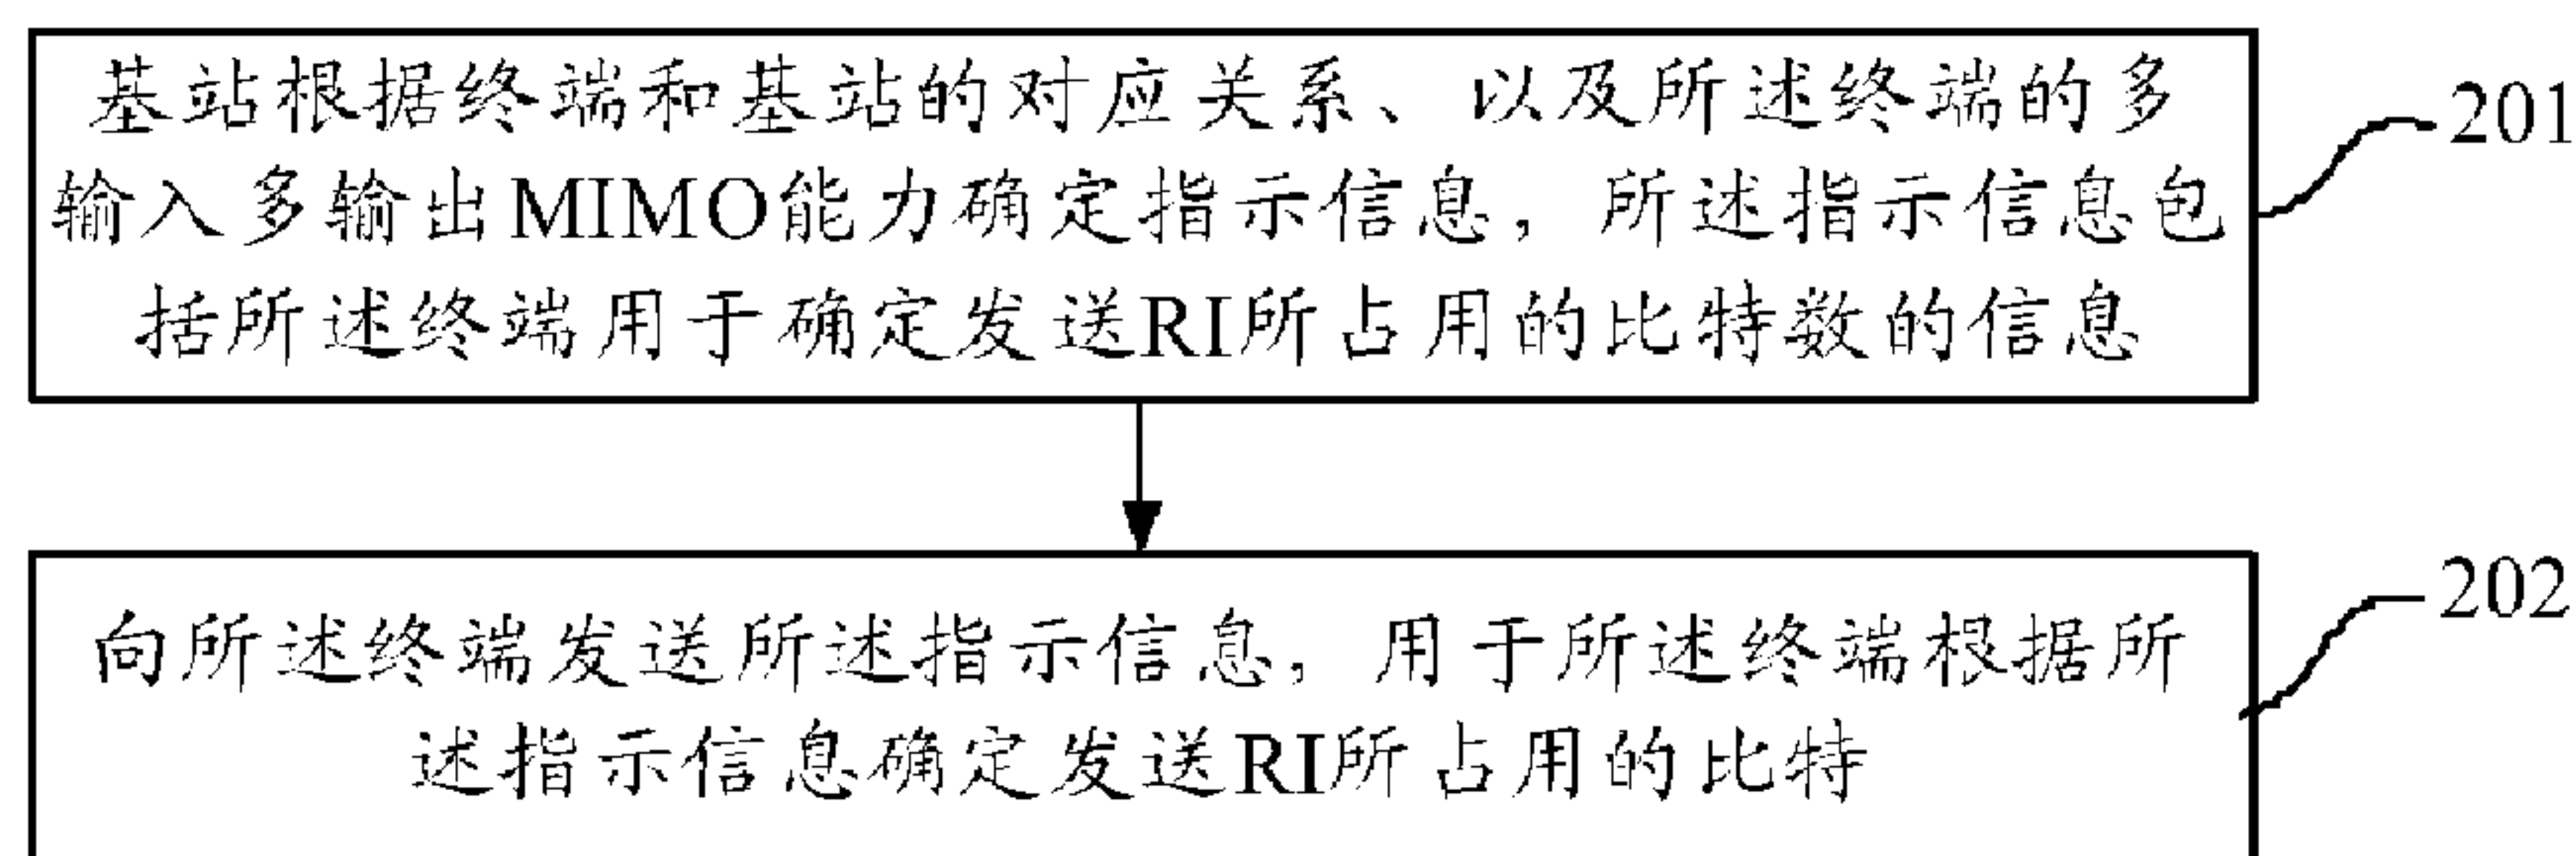 基站根据终端和基站的对应关系、以及所述终端的多
输入多输出MIMO能力确定指示信息，所述指示信息包
括所述终端用于确定发送RI所占用的比特数的信息
201
向所述终端发送所述指示信息，用于所述终端根据所
述指示信息确定发送RI所占用的比特
202